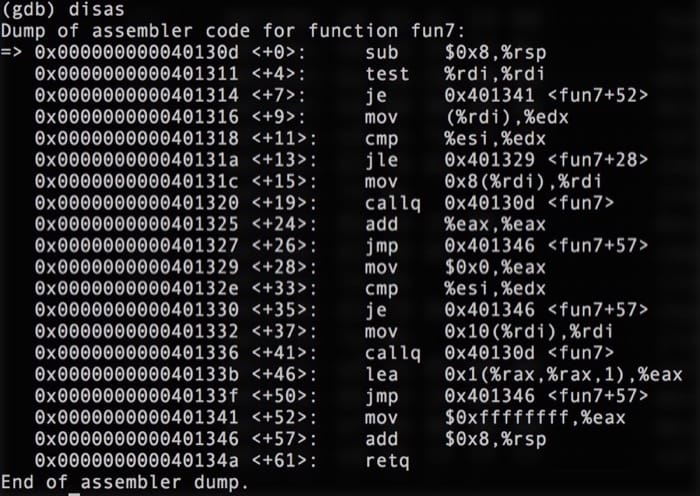 (gdb) disas
Dump of assembler code for function fun7:
=> 0x000000000040130d <+0>:     sub    $0x8,%rsp
   0x0000000000401311 <+4>:     test   %rdi,%rdi
   0x0000000000401314 <+7>:     je     0x401341 <fun7+52>
   0x0000000000401316 <+9>:     mov    (%rdi),%edx
   0x0000000000401318 <+11>:    cmp    %esi,%edx
   0x000000000040131a <+13>:    jle    0x401329 <fun7+28>
   0x000000000040131c <+15>:    mov    0x8(%rdi),%rdi
   0x0000000000401320 <+19>:    callq  0x40130d <fun7>
   0x0000000000401325 <+24>:    add    %eax,%eax
   0x0000000000401327 <+26>:    jmp    0x401346 <fun7+57>
   0x0000000000401329 <+28>:    mov    $0x0,%eax
   0x000000000040132e <+33>:    cmp    %esi,%edx
   0x0000000000401330 <+35>:    je     0x401346 <fun7+57>
   0x0000000000401332 <+37>:    mov    0x10(%rdi),%rdi
   0x0000000000401336 <+41>:    callq  0x40130d <fun7>
   0x000000000040133b <+46>:    lea    0x1(%rax,%rax,1),%eax
   0x000000000040133f <+50>:    jmp    0x401346 <fun7+57>
   0x0000000000401341 <+52>:    mov    $0xffffffff,%eax
   0x0000000000401346 <+57>:    add    $0x8,%rsp
   0x000000000040134a <+61>:    retq
End of assembler dump.